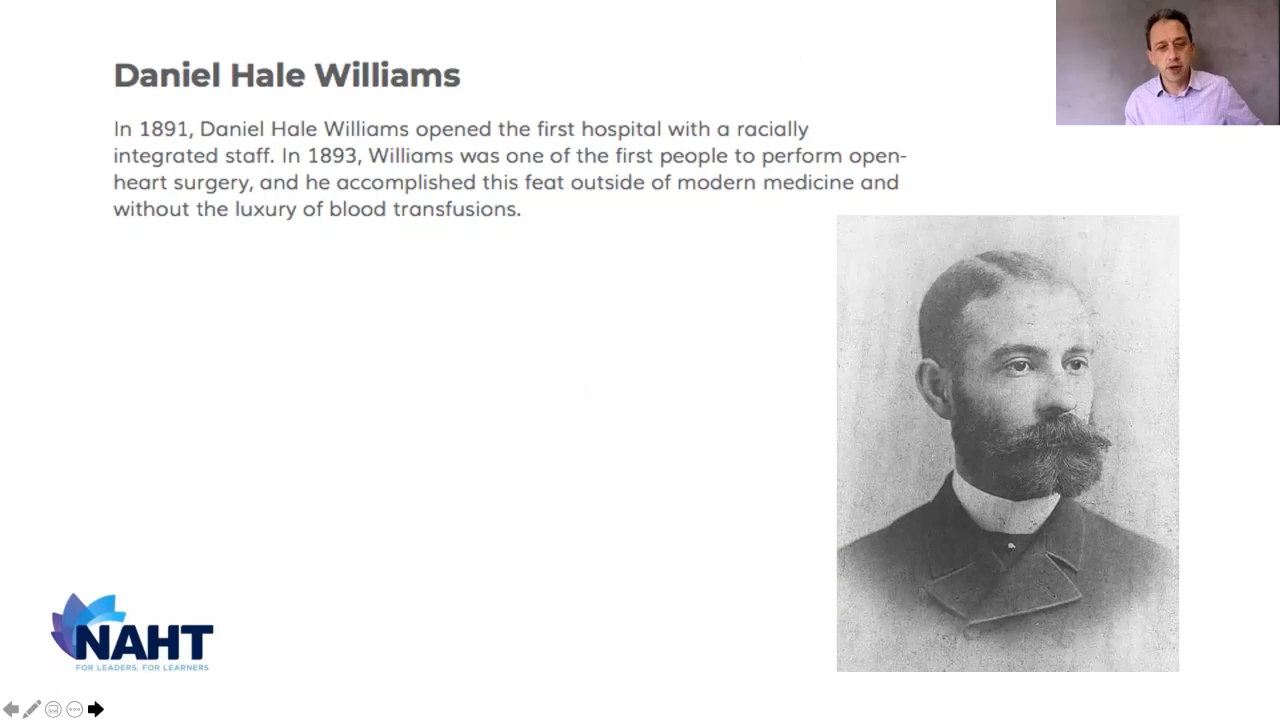 Daniel Hale Williams
In 1891, Daniel Hale Williams opened the first hospital with a racially
integrated staff. In 1893, Williams was one of the first people to perform open-
heart surgery, and he accomplished this feat outside of modern medicine and
without the luxury of blood transfusions.
NAHT
FOR LEADERS, FOR LEARNERS